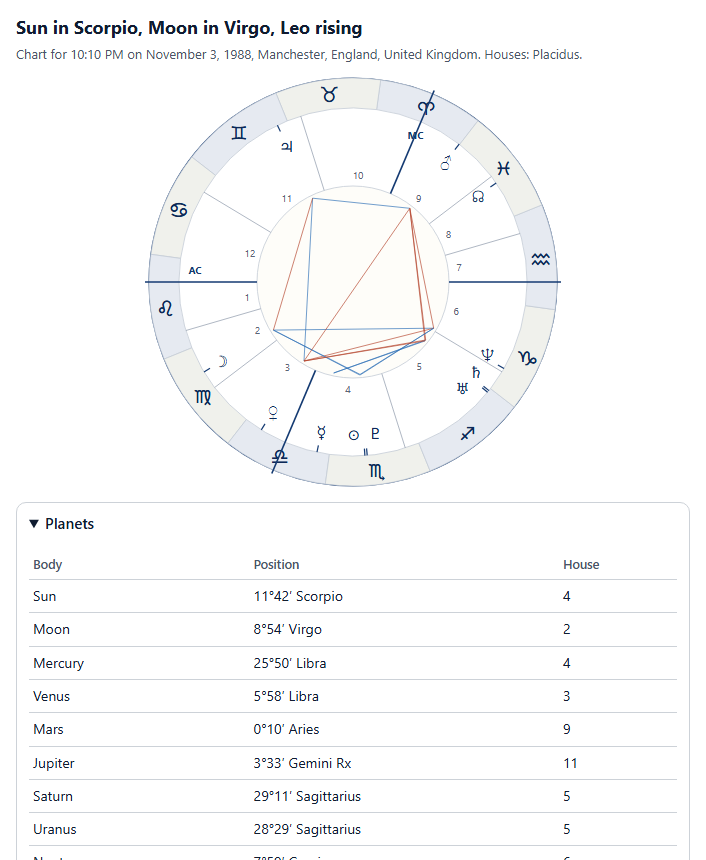 Sun in Scorpio, Moon in Virgo, Leo rising
Chart for 10:10 PM on November 3, 1988, Manchester, England, United Kingdom. Houses: Placidus.
♉ ♈
MC
♊ ♃ ♂ ♓
☊
10
11 9
♋
8
12
AC 7
♒
1
♌ 6
2
☽ 3 5 ♆ ♑
♄
4 ♅
♍
♀
☿ ☉ ♇ ♐
♎
♏
▼ Planets
Body Position House
Sun 11°42′ Scorpio 4
Moon 8°54′ Virgo 2
Mercury 25°50′ Libra 4
Venus 5°58′ Libra 3
Mars 0°10′ Aries 9
Jupiter 3°33′ Gemini Rx 11
Saturn 29°11′ Sagittarius 5
Uranus 28°29′ Sagittarius 5